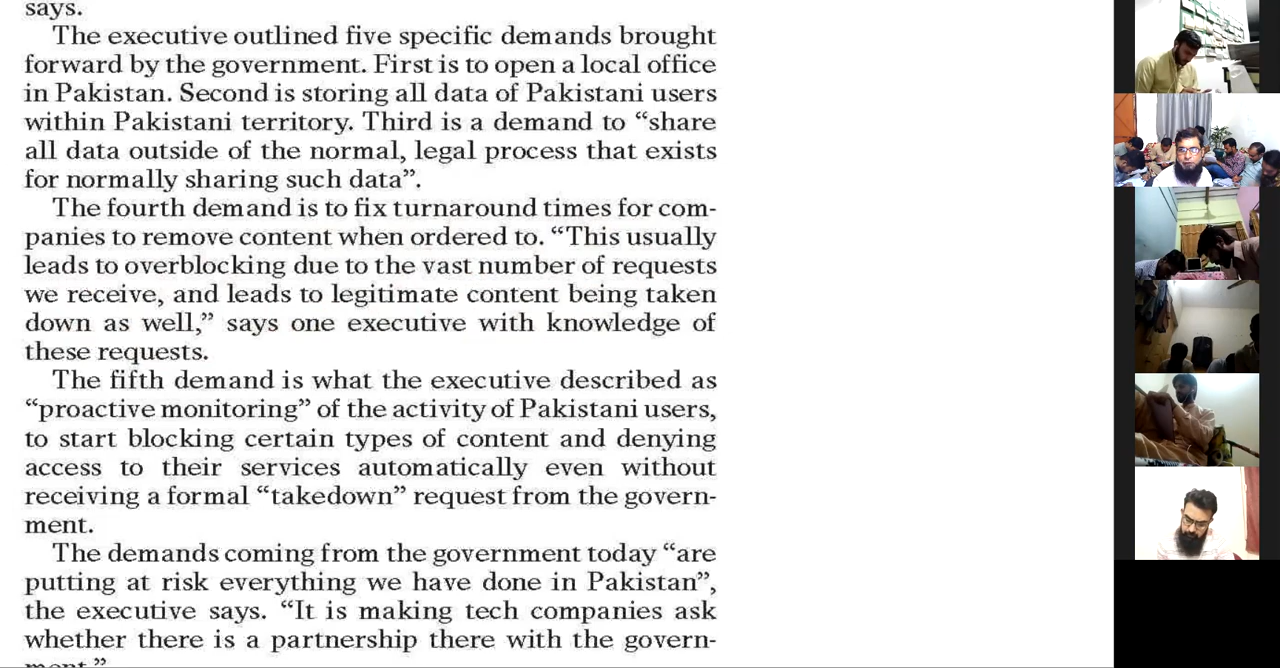 says.
The executive outlined five specific demands brought
forward by the government. First is to open a local office
in Pakistan. Second is storing all data of Pakistani users
within Pakistani territory. Third is a demand to “share
all data outside of the normal, legal process that exists
for normally sharing such data”.
The fourth demand is to fix turnaround times for com-
panies to remove content when ordered to. “This usually
leads to overblocking due to the vast number of requests
we receive, and leads to legitimate content being taken
down as well,” says one executive with knowledge of
these requests.
The fifth demand is what the executive described as
“proactive monitoring” of the activity of Pakistani users,
to start blocking certain types of content and denying
access to their services automatically even without
receiving a formal “takedown” request from the govern-
ment.
The demands coming from the government today “are
putting at risk everything we have done in Pakistan”,
the executive says. “It is making tech companies ask
whether there is a partnership there with the govern-
ment.”